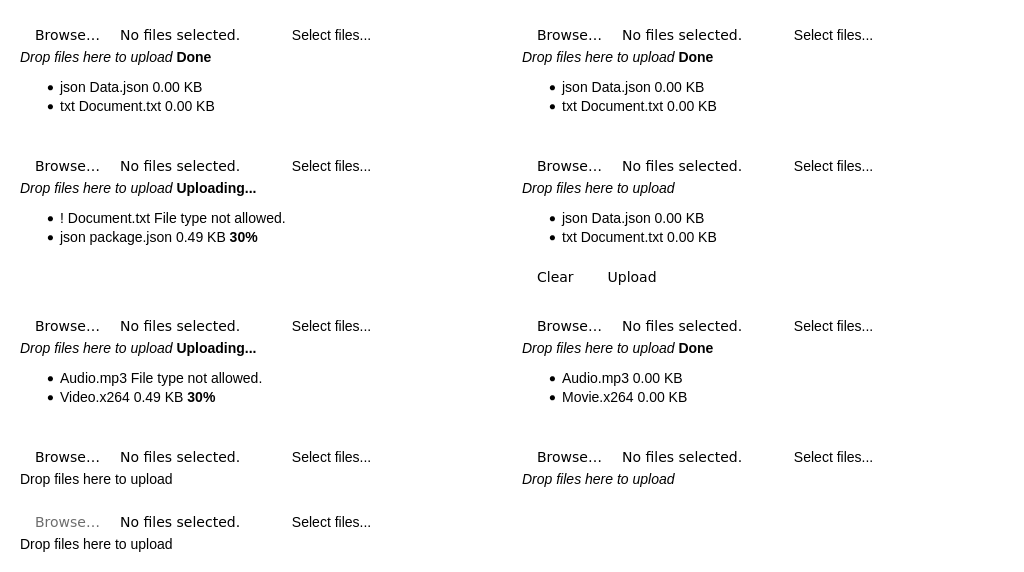 Browse... No files selected. Select files...
Drop files here to upload Done
• json Data.json 0.00 KB
• txt Document.txt 0.00 KB
Browse... No files selected. Select files...
Drop files here to upload Done
• json Data.json 0.00 KB
• txt Document.txt 0.00 KB
Browse... No files selected. Select files...
Drop files here to upload Uploading...
• ! Document.txt File type not allowed.
• json package.json 0.49 KB 30%
Browse... No files selected. Select files...
Drop files here to upload
• json Data.json 0.00 KB
• txt Document.txt 0.00 KB
Clear Upload
Browse... No files selected. Select files...
Drop files here to upload Uploading...
• Audio.mp3 File type not allowed.
• Video.x264 0.49 KB 30%
Browse... No files selected. Select files...
Drop files here to upload Done
• Audio.mp3 0.00 KB
• Movie.x264 0.00 KB
Browse... No files selected. Select files...
Drop files here to upload
Browse... No files selected. Select files...
Drop files here to upload
Browse... No files selected. Select files...
Drop files here to upload